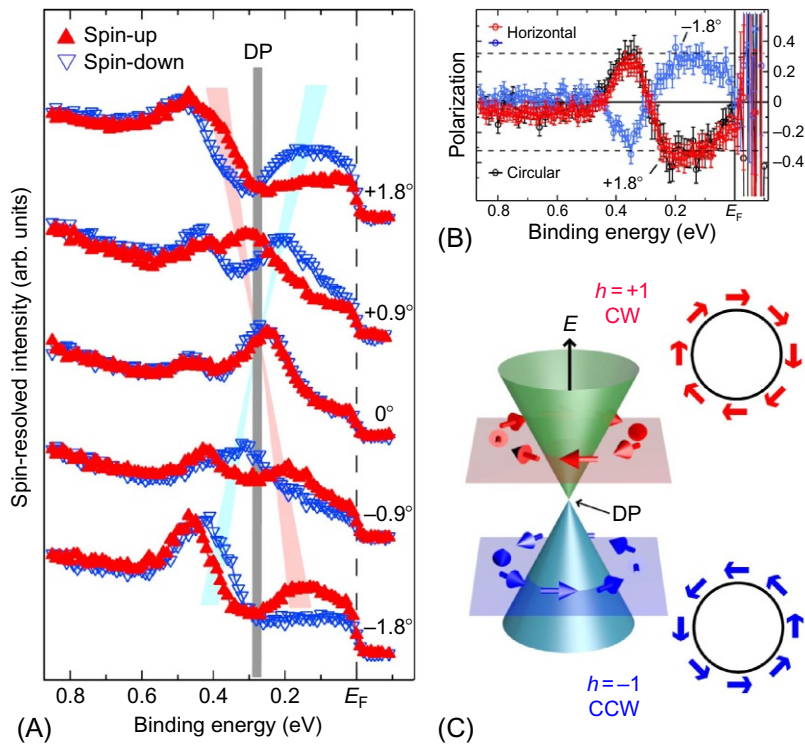 Spin-up
Spin-down
DP
+1.8°
+0.9°
0°
–0.9°
–1.8°
Spin-resolved intensity (arb. units)
0.8
0.6
0.4
0.2
E_F
(A)
Binding energy (eV)
Horizontal
–1.8°
0.4
0.2
0
–0.2
–0.4
Polarization
Circular
+1.8°
0.8
0.6
0.4
0.2
E_F
(B)
Binding energy (eV)
h = +1
CW
E
DP
h = –1
(C)
CCW